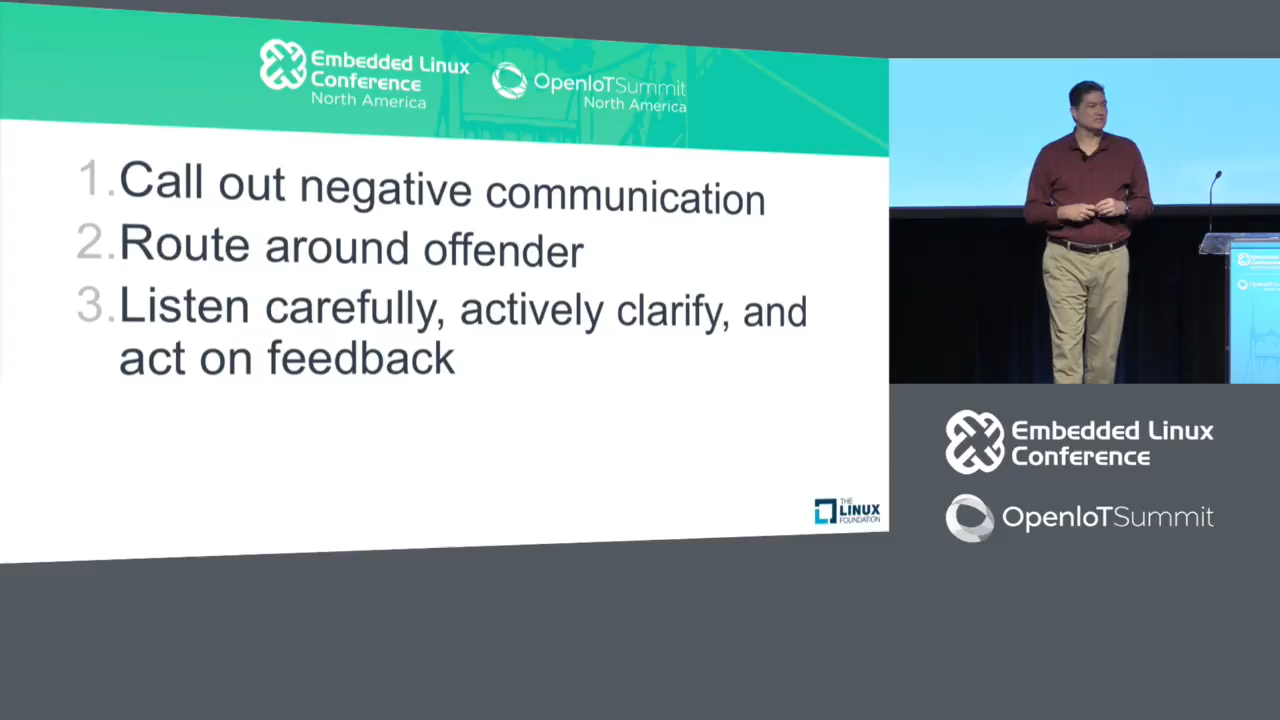 Embedded Linux
Conference
North America
OpenIoTSummit
North America
1. Call out negative communication
2. Route around offender
3. Listen carefully, actively clarify, and
act on feedback
THE
LINUX
FOUNDATION
Embedded Linux
Conference
OpenIoTSummit